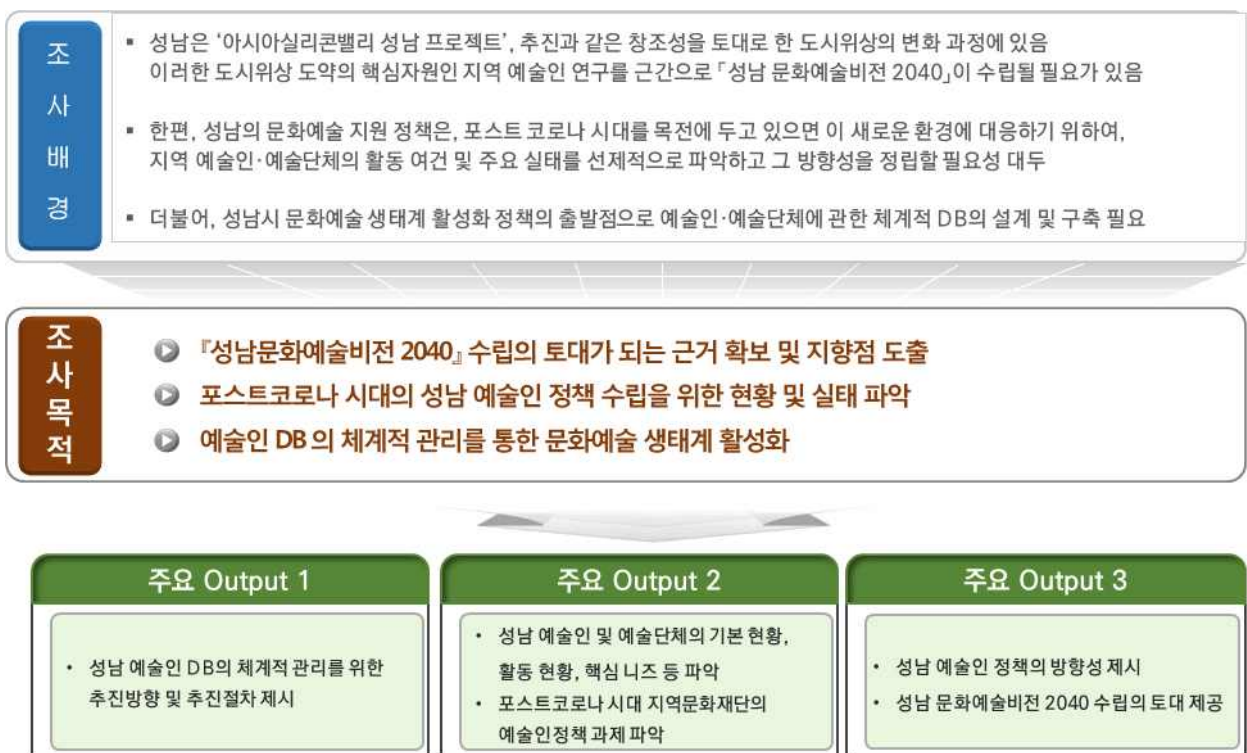 조사배경
▪ 성남은 ‘아시아실리콘밸리 성남 프로젝트’, 추진과 같은 창조성을 토대로 한 도시위상의 변화 과정에 있음
이러한 도시위상 도약의 핵심자원인 지역 예술인 연구를 근간으로 「성남 문화예술비전 2040」이 수립될 필요가 있음
▪ 한편, 성남의 문화예술 지원 정책은, 포스트 코로나 시대를 목전에 두고 있으면 이 새로운 환경에 대응하기 위하여,
지역 예술인·예술단체의 활동 여건 및 주요 실태를 선제적으로 파악하고 그 방향성을 정립할 필요성 대두
▪ 더불어, 성남시 문화예술 생태계 활성화 정책의 출발점으로 예술인·예술단체에 관한 체계적 DB의 설계 및 구축 필요
조사목적
『성남문화예술비전 2040』 수립의 토대가 되는 근거 확보 및 지향점 도출
포스트코로나 시대의 성남 예술인 정책 수립을 위한 현황 및 실태 파악
예술인 DB 의 체계적 관리를 통한 문화예술 생태계 활성화
주요 Output 1
• 성남 예술인 DB의 체계적 관리를 위한
추진방향 및 추진절차 제시
주요 Output 2
• 성남 예술인 및 예술단체의 기본 현황,
활동 현황, 핵심 니즈 등 파악
• 포스트코로나 시대 지역문화재단의
예술인정책 과제 파악
주요 Output 3
• 성남 예술인 정책의 방향성 제시
• 성남 문화예술비전 2040 수립의 토대 제공